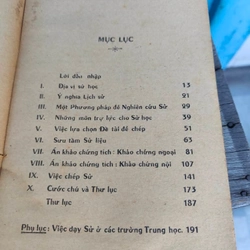 MỤC LỤC
Lời dẫn nhập
I. Địa vị sử học 13
II. Ý nghĩa Lịch sử 21
III. Một Phương pháp để Nghiên cứu Sử 29
IV. Những môn trợ lực cho Sử học 43
V. Việc lựa chọn Đề tài để chép 51
VI. Sưu tầm Sử liệu 63
VII. Ấn khảo chứng tích : Khảo chứng ngoại 81
VIII. Ấn khảo chứng tích : Khảo chứng nội 107
IX. Việc chép Sử 141
X. Cước chú và Thư lục 173
Thư lục 187
Phụ lục: Việc dạy Sử ở các trường Trung học. 191